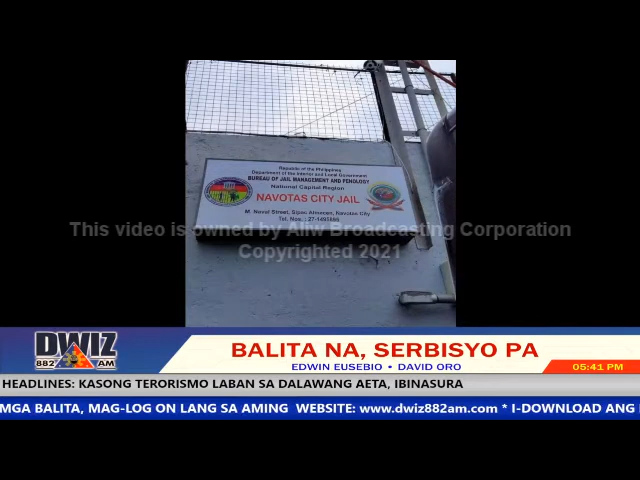 Republic of the Philippines
Department of the Interior and Local Government
BUREAU OF JAIL MANAGEMENT AND PENOLOGY
National Capital Region
NAVOTAS CITY JAIL
M. Naval Street, Sipac Almacen, Navotas City
This video is owned by Aliw Broadcasting Corporation
Copyrighted 2021
DWIZ
882 AM
BALITA NA, SERBISYO PA
EDWIN EUSEBIO • DAVID ORO
05:41 PM
HEADLINES: KASONG TERORISMO LABAN SA DALAWANG AETA, IBINASURA
MGA BALITA, MAG-LOG ON LANG SA AMING WEBSITE: www.dwiz882am.com * I-DOWNLOAD ANG